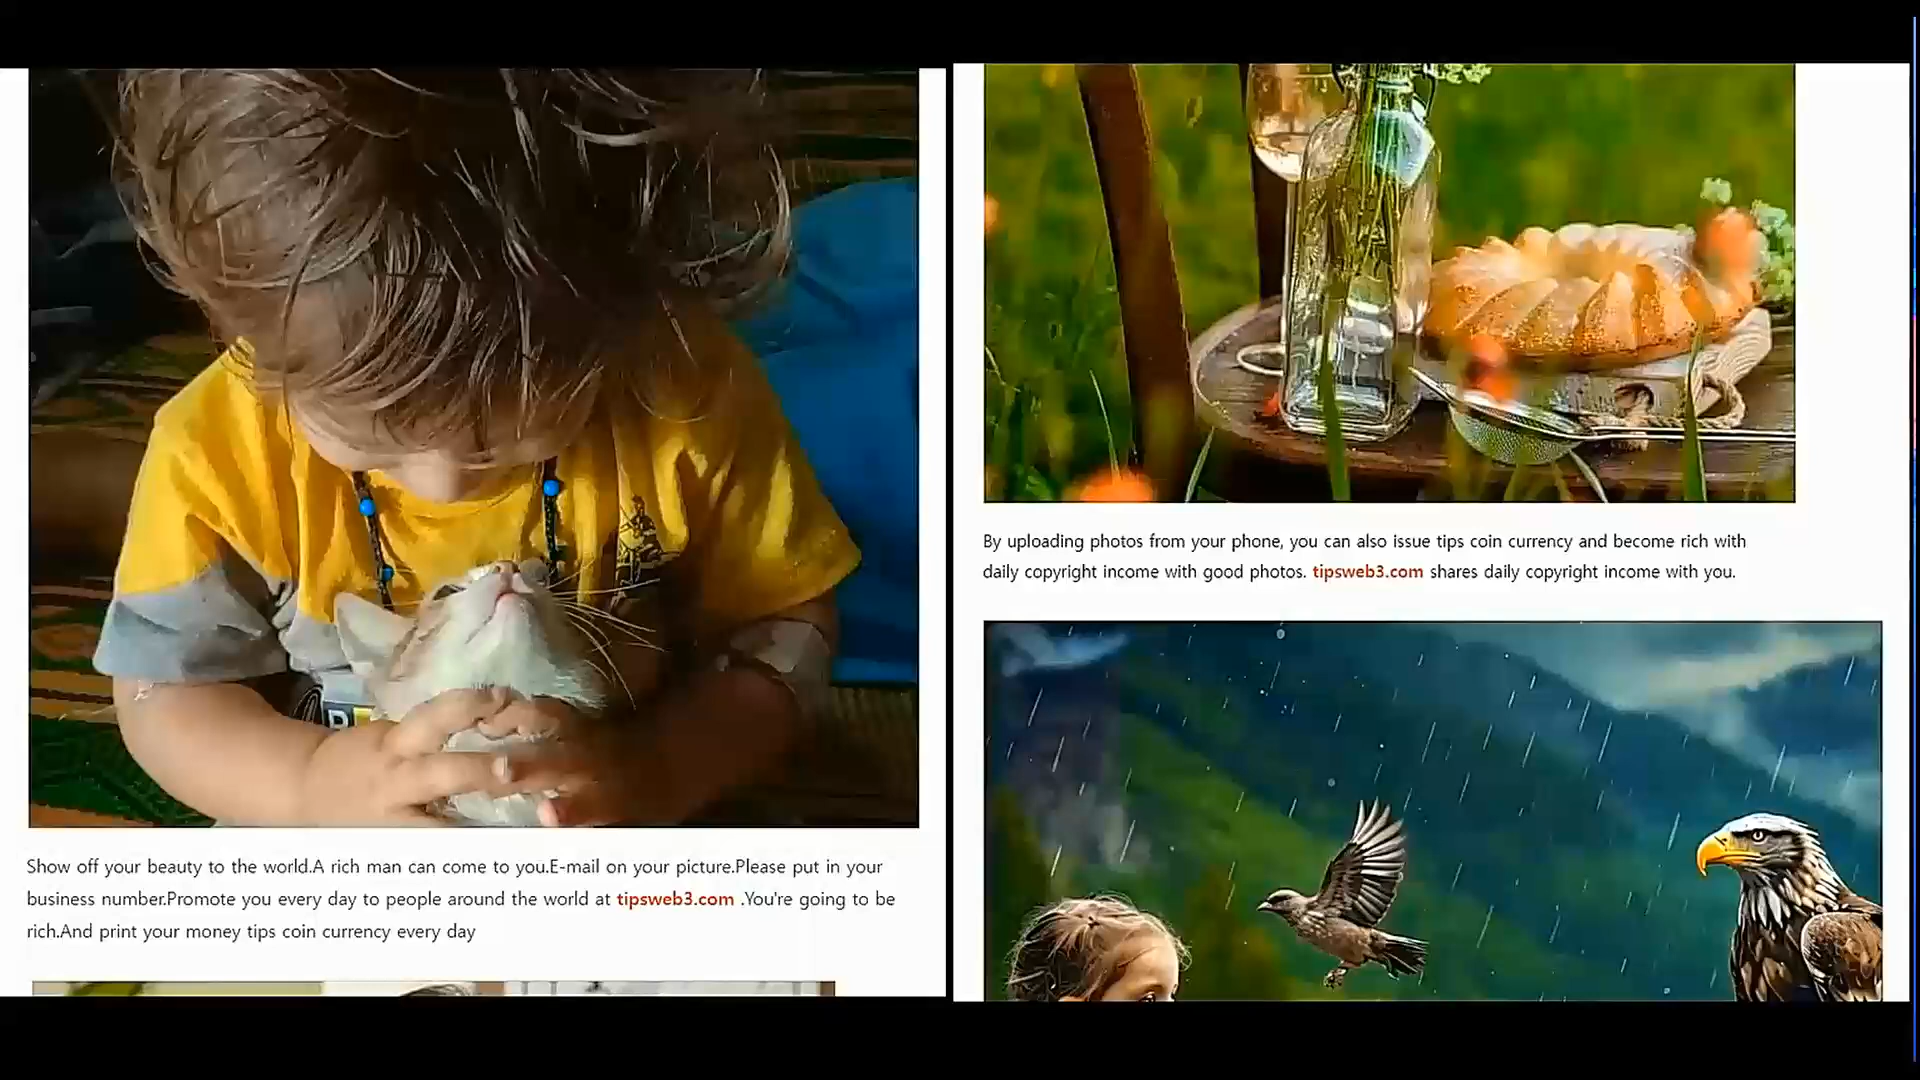 Show off your beauty to the world.A rich man can come to you.E-mail on your picture.Please put in your
business number.Promote you every day to people around the world at tipsweb3.com .You're going to be
rich.And print your money tips coin currency every day
By uploading photos from your phone, you can also issue tips coin currency and become rich with
daily copyright income with good photos. tipsweb3.com shares daily copyright income with you.